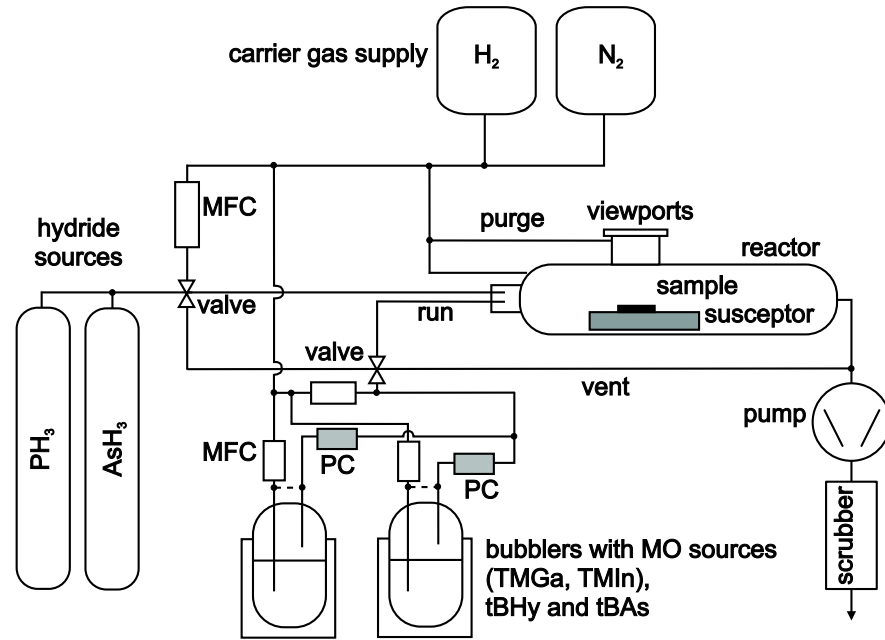 carrier gas supply
H₂
N₂
MFC
hydride
sources
purge
viewports
reactor
valve
run
sample
susceptor
valve
vent
pump
PH₃
AsH₃
MFC
PC
PC
scrubber
bubblers with MO sources
(TMGa, TMIn),
tBHy and tBAs